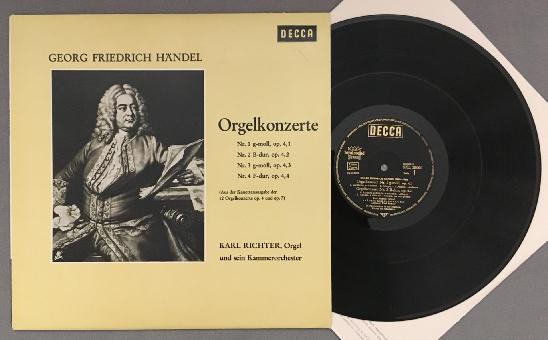 DECCA
GEORG FRIEDRICH HÄNDEL
Orgelkonzerte
Nr. 1 g-moll, op. 4,1
Nr. 2 B-dur, op. 4,2
Nr. 3 g-moll, op. 4,3
Nr. 4 F-dur, op. 4,4
(Aus der Kassettenausgabe der
12 Orgelkonzerte op. 4 und op. 7)
KARL RICHTER, Orgel
und sein Kammerorchester
DECCA
1